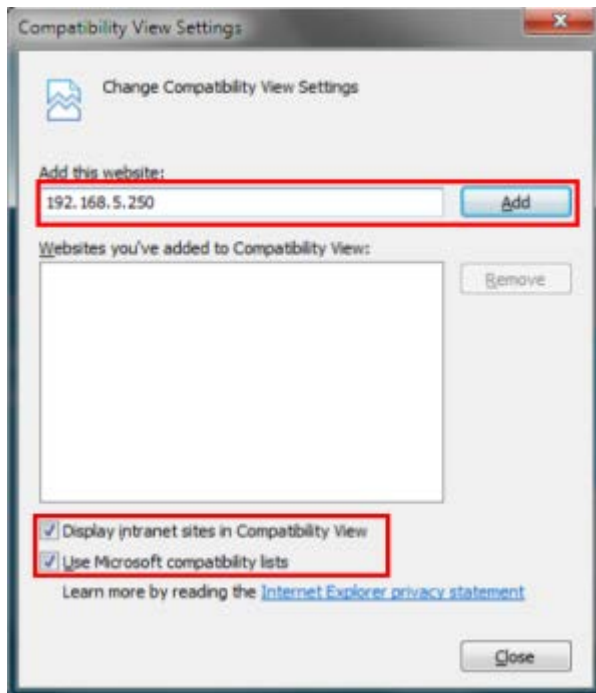 Compatibility View Settings
Change Compatibility View Settings
Add this website:
192.168.5.250
Add
Websites you've added to Compatibility View:
Remove
Display intranet sites in Compatibility View
Use Microsoft compatibility lists
Learn more by reading the Internet Explorer privacy statement
Close